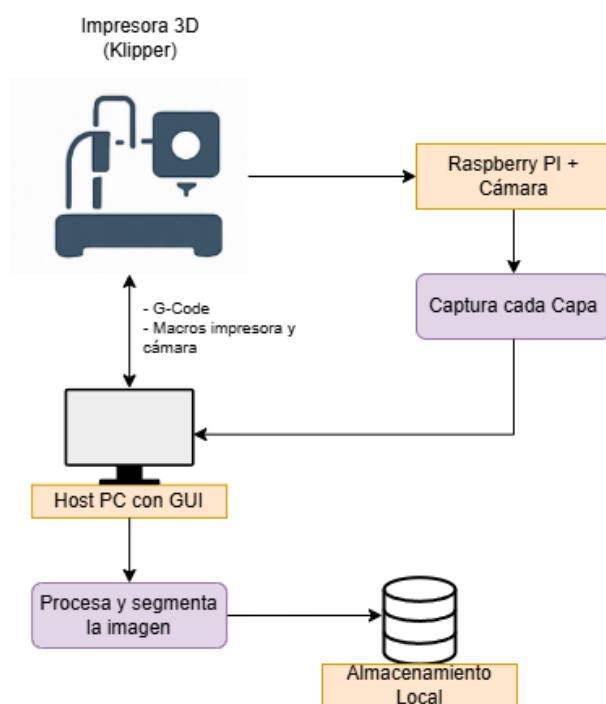 Impresora 3D
(Klipper)
Raspberry PI +
Cámara
Captura cada Capa
- G-Code
- Macros impresora y
cámara
Host PC con GUI
Procesa y segmenta
la imagen
Almacenamiento
Local